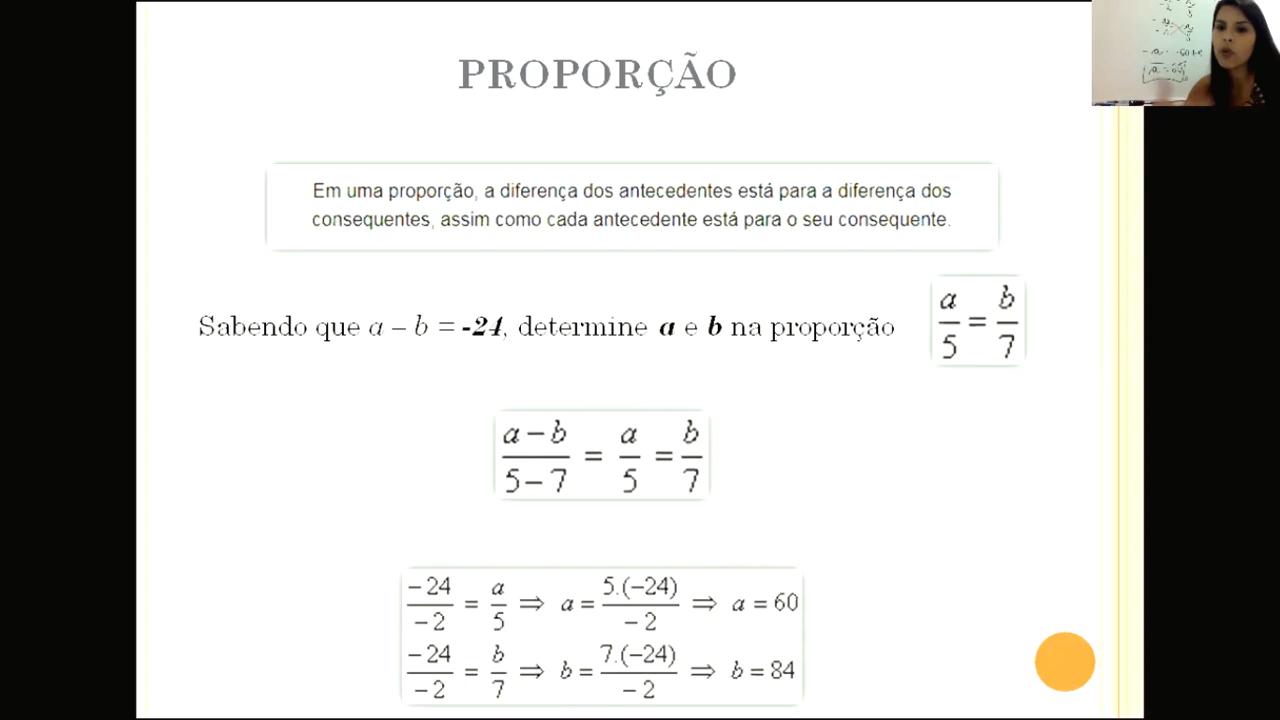 PROPORÇÃO
Em uma proporção, a diferença dos antecedentes está para a diferença dos
consequentes, assim como cada antecedente está para o seu consequente.
Sabendo que a – b = -24, determine a e b na proporção a/5 = b/7
(a – b)/(5 – 7) = a/5 = b/7
–24/–2 = a/5 ⇒ a = 5.(–24)/–2 ⇒ a = 60
–24/–2 = b/7 ⇒ b = 7.(–24)/–2 ⇒ b = 84